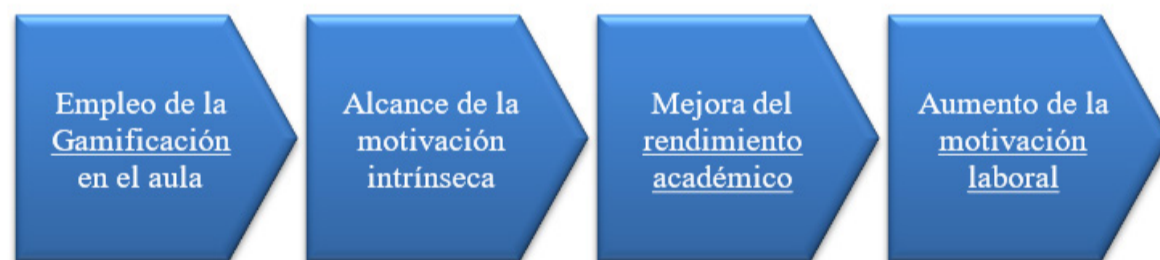 Empleo de la
Gamificación
en el aula
Alcance de la
motivación
intrínseca
Mejora del
rendimiento
académico
Aumento de la
motivación
laboral